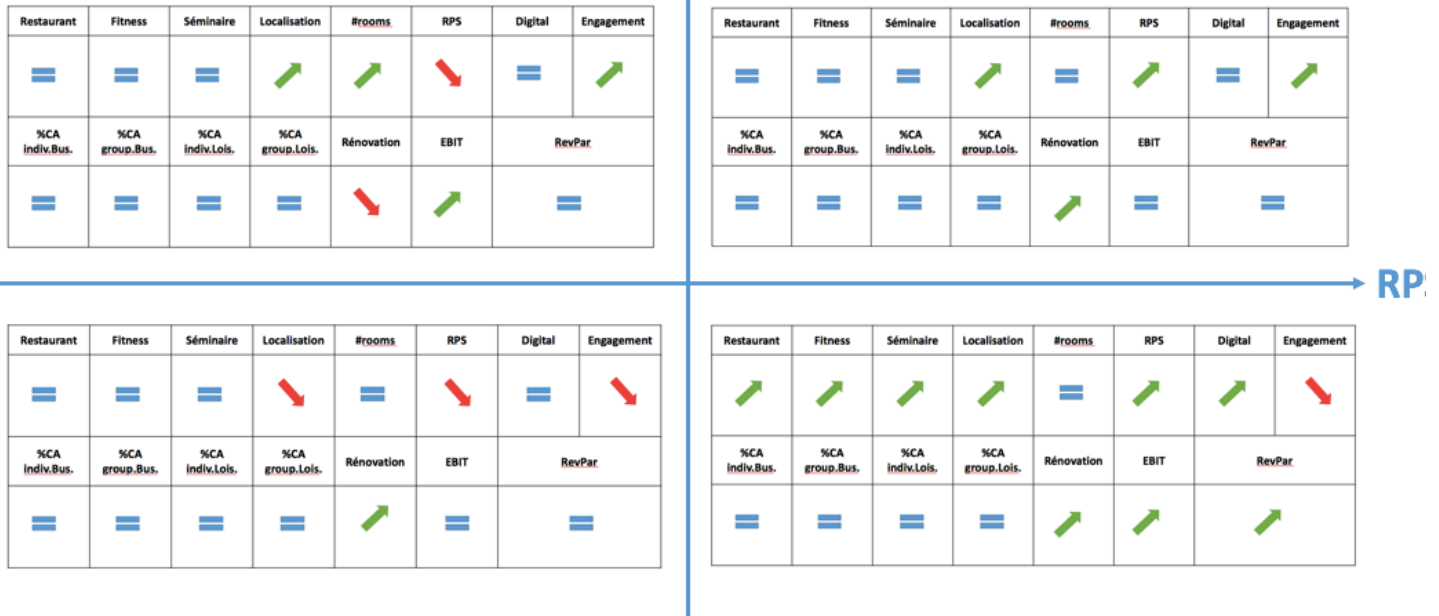 Restaurant Fitness Séminaire Localisation #rooms RPS Digital Engagement
%CA indiv.Bus. %CA group.Bus. %CA indiv.Lois. %CA group.Lois. Rénovation EBIT RevPar
Restaurant Fitness Séminaire Localisation #rooms RPS Digital Engagement
%CA indiv.Bus. %CA group.Bus. %CA indiv.Lois. %CA group.Lois. Rénovation EBIT RevPar
RP
Restaurant Fitness Séminaire Localisation #rooms RPS Digital Engagement
%CA indiv.Bus. %CA group.Bus. %CA indiv.Lois. %CA group.Lois. Rénovation EBIT RevPar
Restaurant Fitness Séminaire Localisation #rooms RPS Digital Engagement
%CA indiv.Bus. %CA group.Bus. %CA indiv.Lois. %CA group.Lois. Rénovation EBIT RevPar